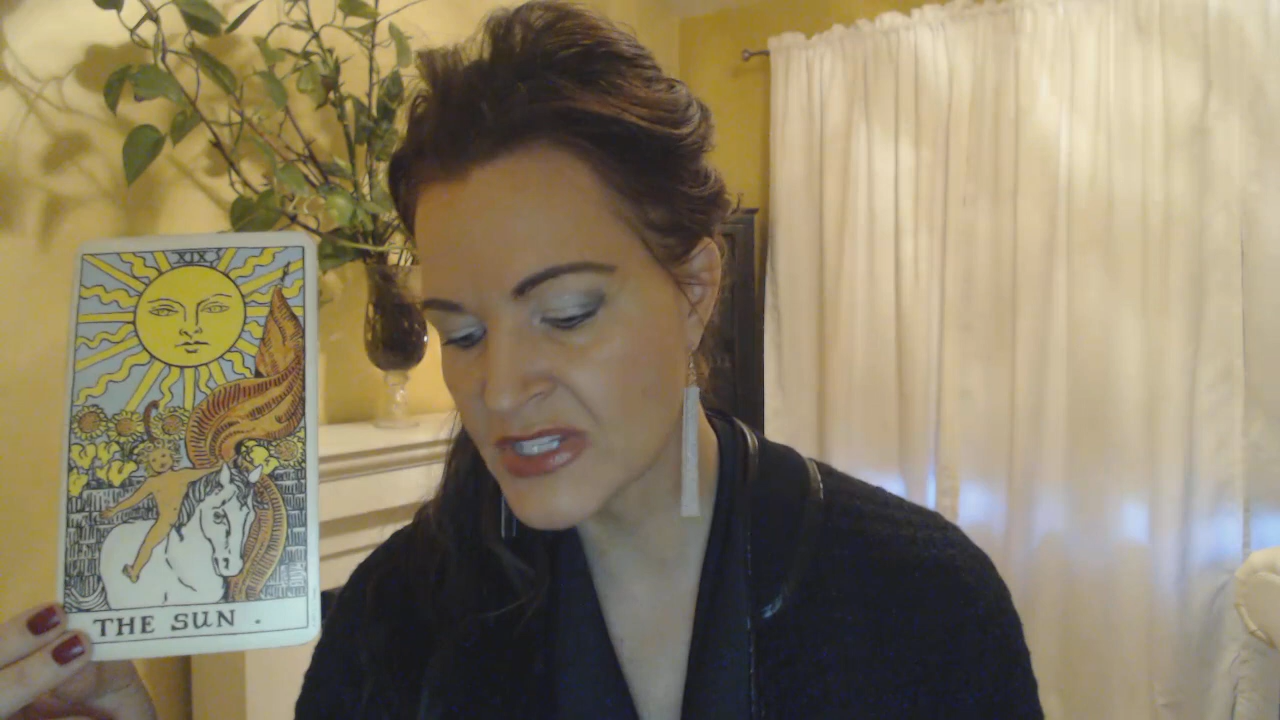 XIX
THE SUN .